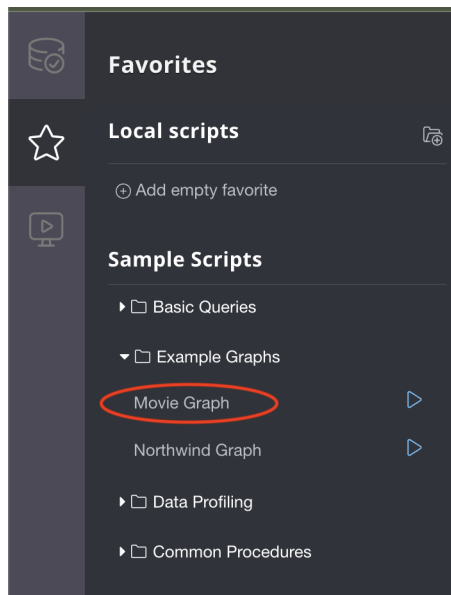 Favorites
Local scripts
Add empty favorite
Sample Scripts
Basic Queries
Example Graphs
Movie Graph
Northwind Graph
Data Profiling
Common Procedures